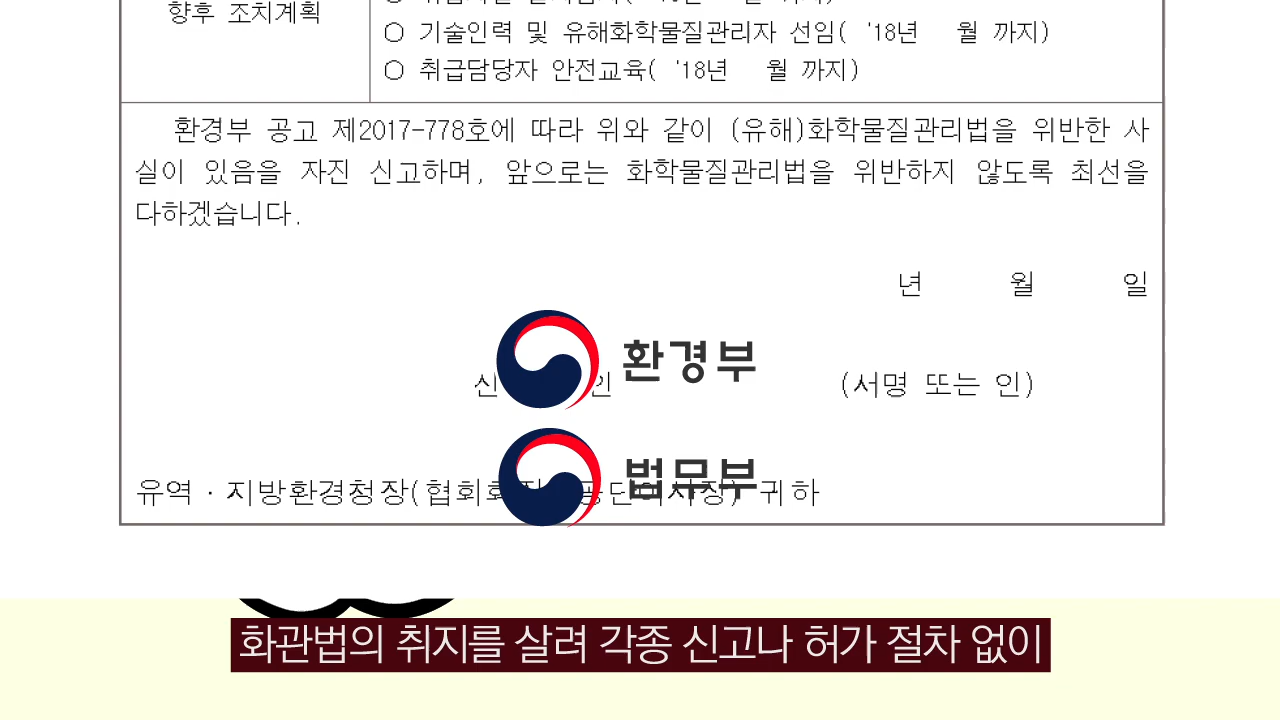 향후 조치계획
○ 기술인력 및 유해화학물질관리자 선임( '18년 월 까지)
○ 취급담당자 안전교육( '18년 월 까지)
환경부 공고 제2017-778호에 따라 위와 같이 (유해)화학물질관리법을 위반한 사
실이 있음을 자진 신고하며, 앞으로는 화학물질관리법을 위반하지 않도록 최선을
다하겠습니다.
년 월 일
환경부
신 인 (서명 또는 인)
법무부
유역 · 지방환경청장(협회 귀하
화관법의 취지를 살려 각종 신고나 허가 절차 없이